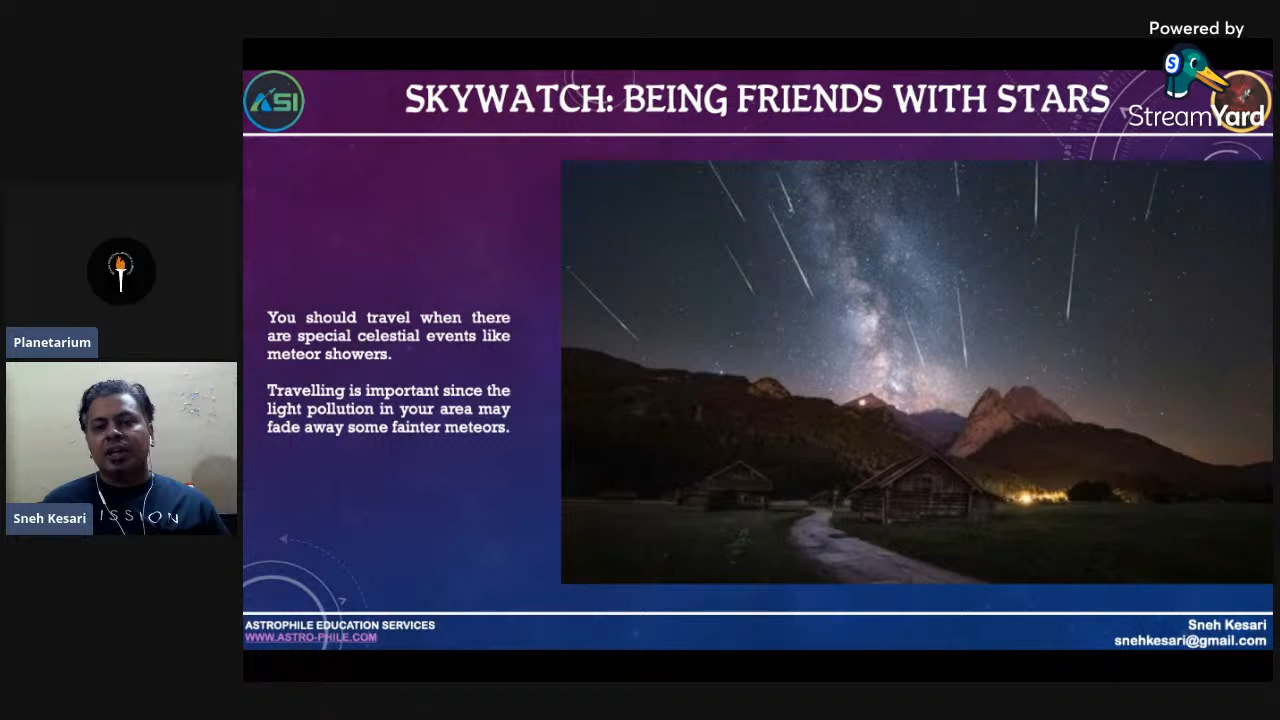 Powered by
StreamYard
ASI
SKYWATCH: BEING FRIENDS WITH STARS
You should travel when there
are special celestial events like
meteor showers.
Travelling is important since the
light pollution in your area may
fade away some fainter meteors.
Planetarium
ISSION
Sneh Kesari
ASTROPHILE EDUCATION SERVICES
WWW.ASTRO-PHILE.COM
Sneh Kesari
snehkesari@gmail.com